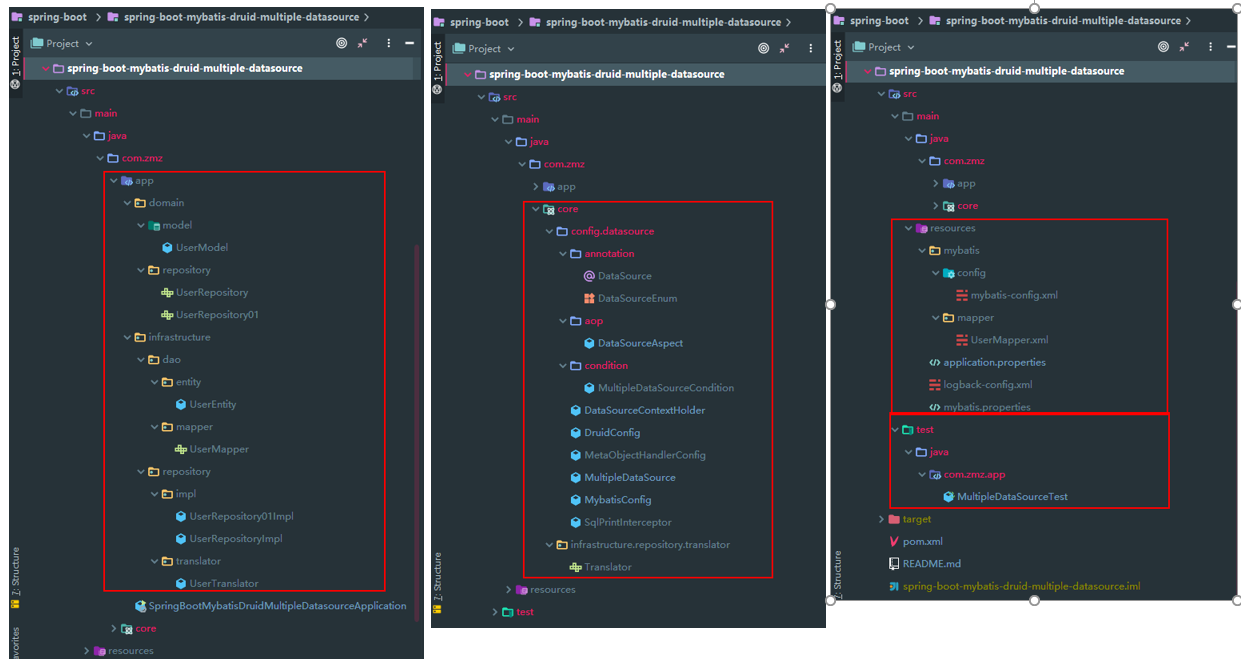 spring-boot > spring-boot-mybatis-druid-multiple-datasource >
1: Project
Project
spring-boot-mybatis-druid-multiple-datasource
src
main
java
com.zmz
app
domain
model
UserModel
repository
UserRepository
UserRepository01
infrastructure
dao
entity
UserEntity
mapper
UserMapper
repository
impl
UserRepository01Impl
UserRepositoryImpl
translator
UserTranslator
SpringBootMybatisDruidMultipleDatasourceApplication
core
resources
7: Structure
avorites
spring-boot > spring-boot-mybatis-druid-multiple-datasource >
1: Project
Project
spring-boot-mybatis-druid-multiple-datasource
src
main
java
com.zmz
app
core
config.datasource
annotation
DataSource
DataSourceEnum
aop
DataSourceAspect
condition
MultipleDataSourceCondition
DataSourceContextHolder
DruidConfig
MetaObjectHandlerConfig
MultipleDataSource
MybatisConfig
SqlPrintInterceptor
infrastructure.repository.translator
Translator
resources
test
7: Structure
spring-boot > spring-boot-mybatis-druid-multiple-datasource >
1: Project
Project
spring-boot-mybatis-druid-multiple-datasource
src
main
java
com.zmz
app
core
resources
mybatis
config
mybatis-config.xml
mapper
UserMapper.xml
application.properties
logback-config.xml
mybatis.properties
test
java
com.zmz.app
MultipleDataSourceTest
target
pom.xml
README.md
spring-boot-mybatis-druid-multiple-datasource.iml
7: Structure